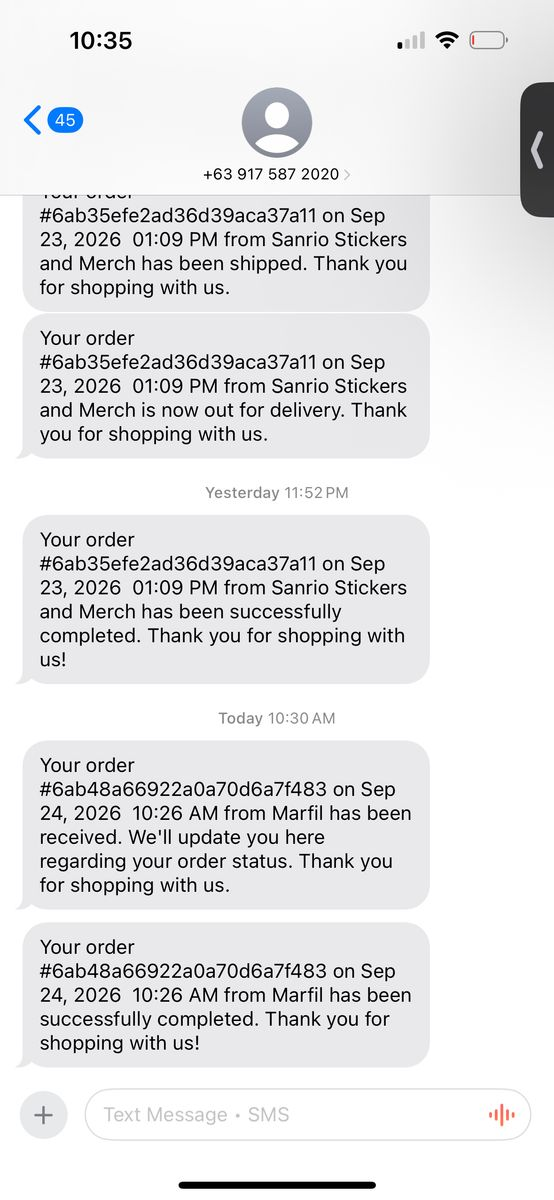 10:35
45
+63 917 587 2020
Your order
#6ab35efe2ad36d39aca37a11 on Sep
23, 2026  01:09 PM from Sanrio Stickers
and Merch has been shipped. Thank you
for shopping with us.
Your order
#6ab35efe2ad36d39aca37a11 on Sep
23, 2026  01:09 PM from Sanrio Stickers
and Merch is now out for delivery. Thank
you for shopping with us.
Yesterday 11:52 PM
Your order
#6ab35efe2ad36d39aca37a11 on Sep
23, 2026  01:09 PM from Sanrio Stickers
and Merch has been successfully
completed. Thank you for shopping with
us!
Today 10:30 AM
Your order
#6ab48a66922a0a70d6a7f483 on Sep
24, 2026  10:26 AM from Marfil has been
received. We'll update you here
regarding your order status. Thank you
for shopping with us.
Your order
#6ab48a66922a0a70d6a7f483 on Sep
24, 2026  10:26 AM from Marfil has been
successfully completed. Thank you for
shopping with us!
Text Message • SMS